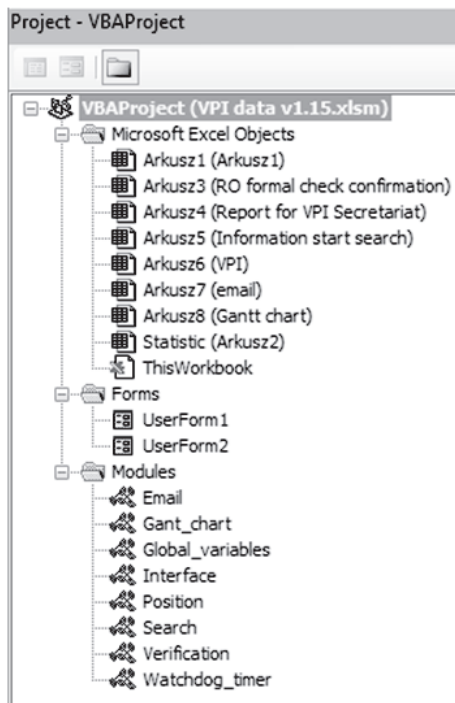 Project - VBAProject
VBAProject (VPI data v1.15.xlsm)
Microsoft Excel Objects
Arkusz1 (Arkusz1)
Arkusz3 (RO formal check confirmation)
Arkusz4 (Report for VPI Secretariat)
Arkusz5 (Information start search)
Arkusz6 (VPI)
Arkusz7 (email)
Arkusz8 (Gantt chart)
Statistic (Arkusz2)
ThisWorkbook
Forms
UserForm1
UserForm2
Modules
Email
Gant_chart
Global_variables
Interface
Position
Search
Verification
Watchdog_timer